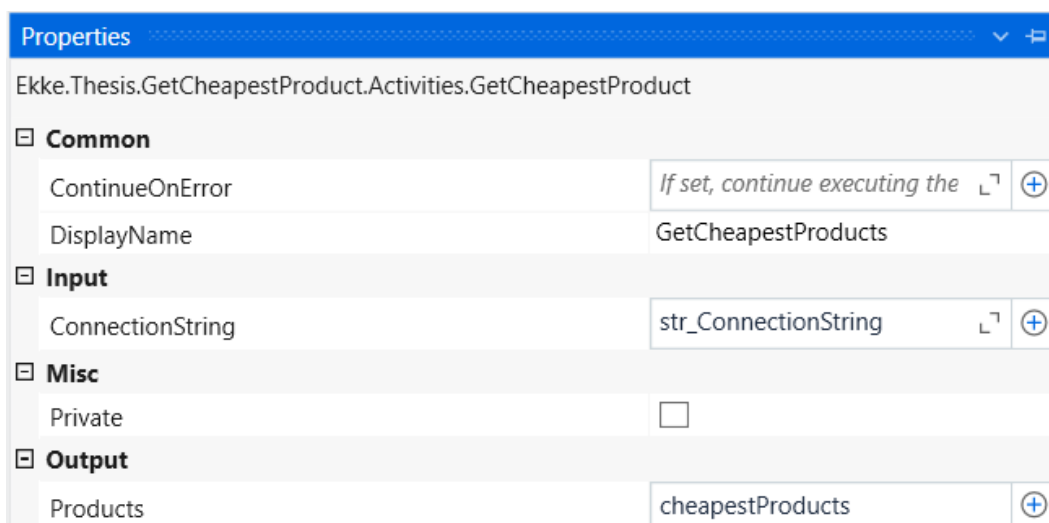 Properties
Ekke.Thesis.GetCheapestProduct.Activities.GetCheapestProduct
Common
ContinueOnError If set, continue executing the
DisplayName GetCheapestProducts
Input
ConnectionString str_ConnectionString
Misc
Private
Output
Products cheapestProducts